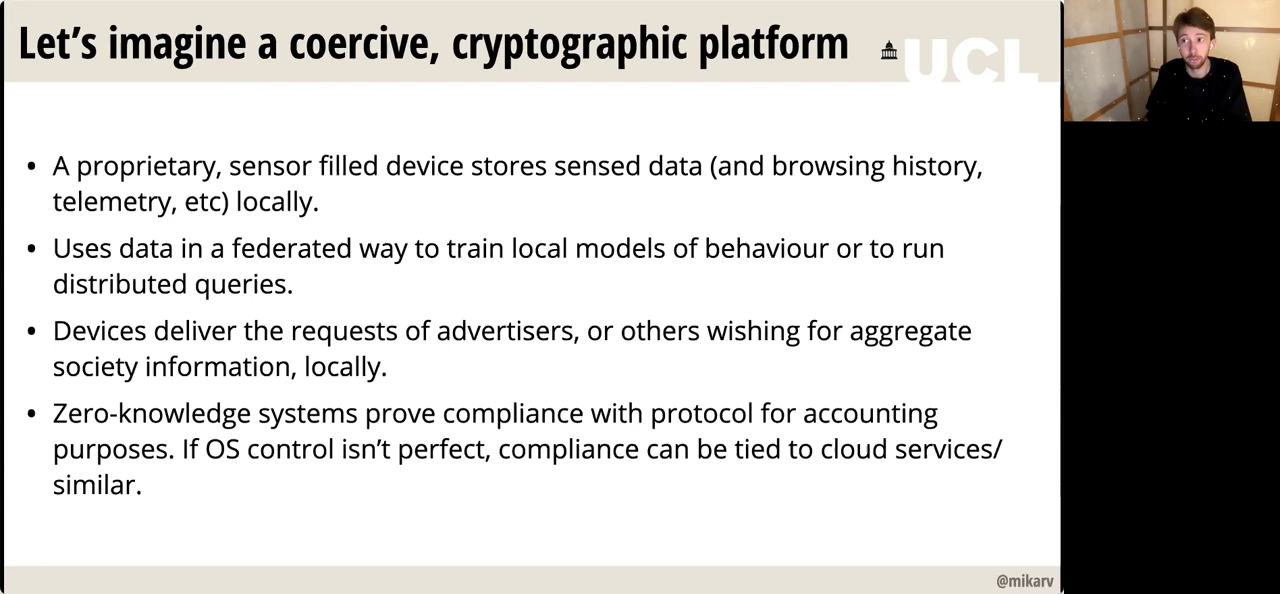 Let’s imagine a coercive, cryptographic platform
UCL
• A proprietary, sensor filled device stores sensed data (and browsing history,
telemetry, etc) locally.
• Uses data in a federated way to train local models of behaviour or to run
distributed queries.
• Devices deliver the requests of advertisers, or others wishing for aggregate
society information, locally.
• Zero-knowledge systems prove compliance with protocol for accounting
purposes. If OS control isn’t perfect, compliance can be tied to cloud services/
similar.
@mikarv